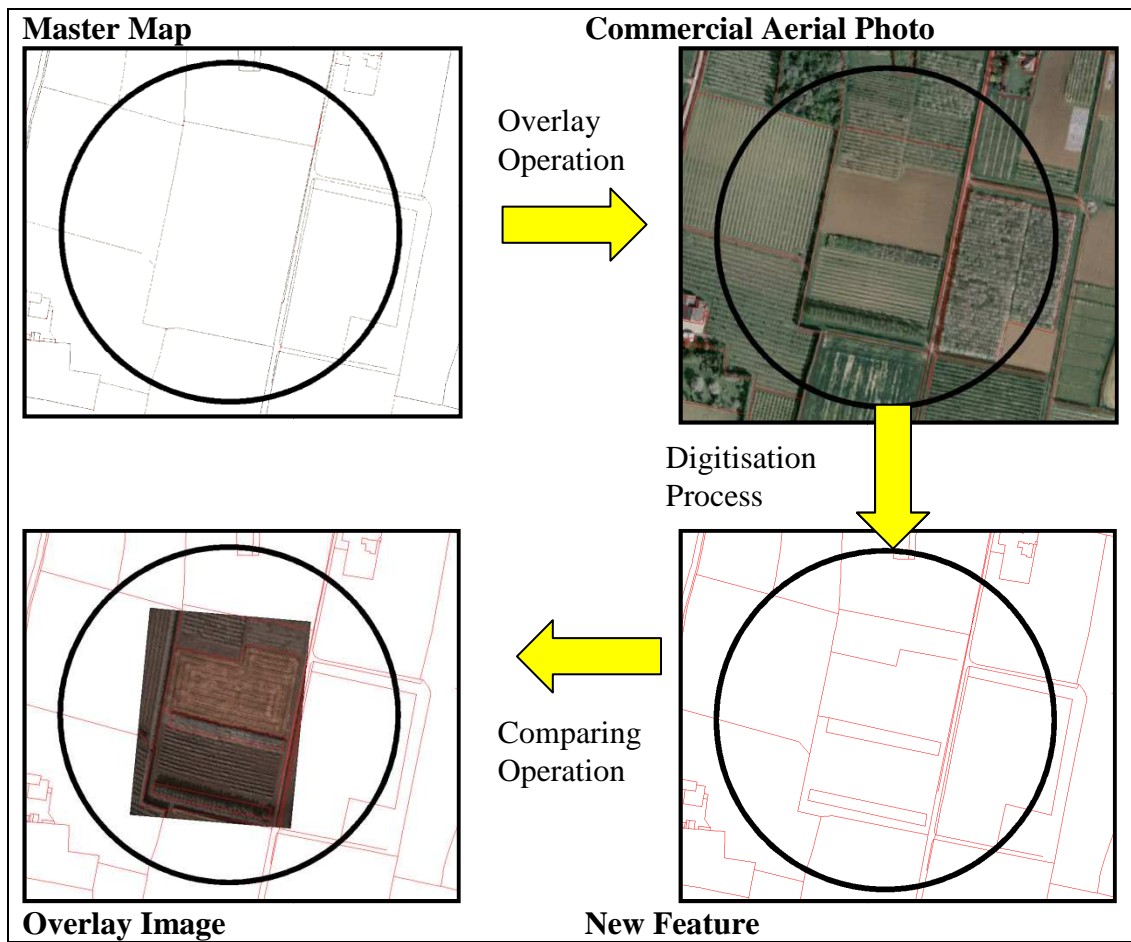 Master Map
Commercial Aerial Photo
Overlay
Operation
Digitisation
Process
Comparing
Operation
Overlay Image
New Feature